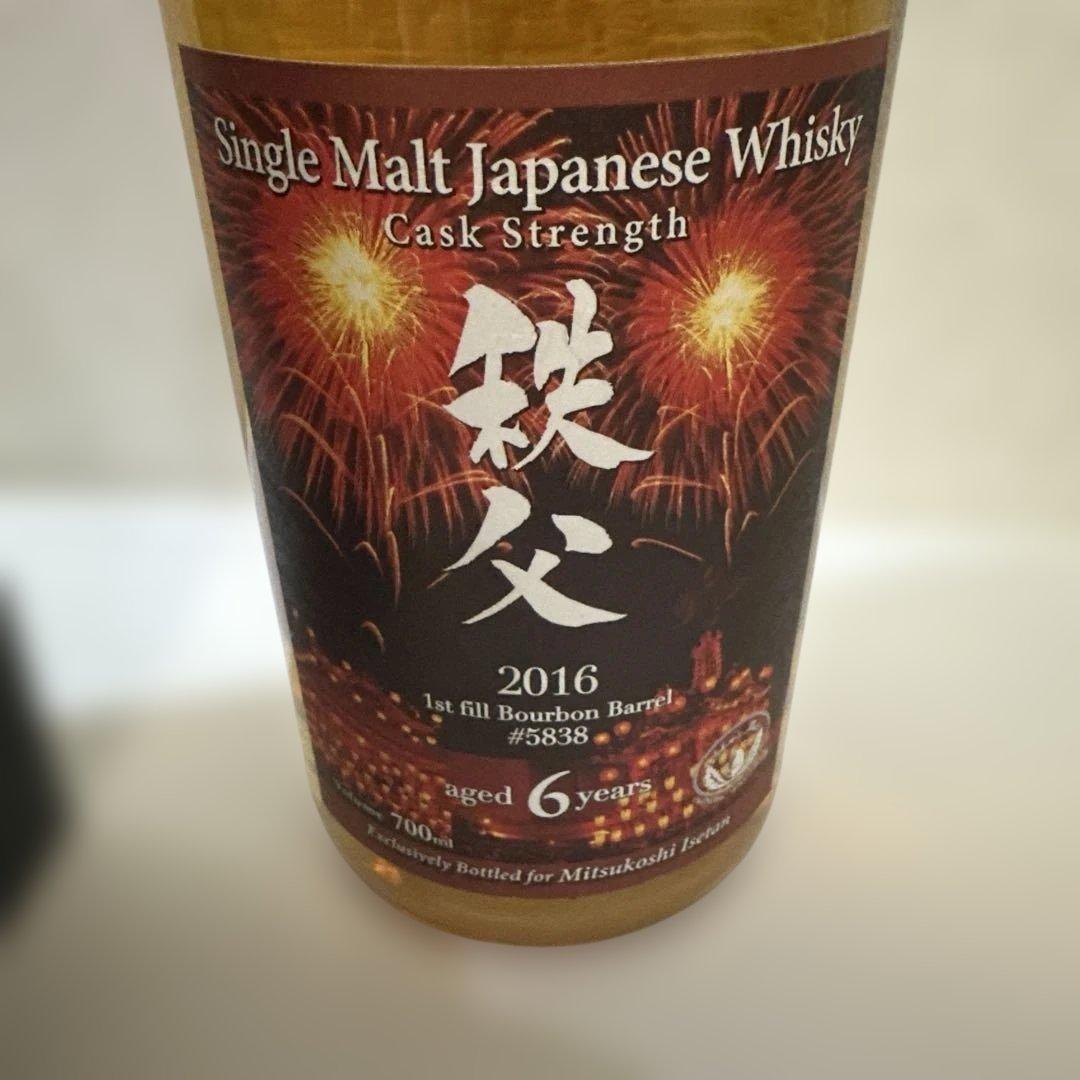 Single Malt Japanese Whisky
Cask Strength
秩父
2016
1st fill Bourbon Barrel
#5838
aged 6 years
Volume 700ml
Exclusively Bottled for Mitsukoshi Isetan